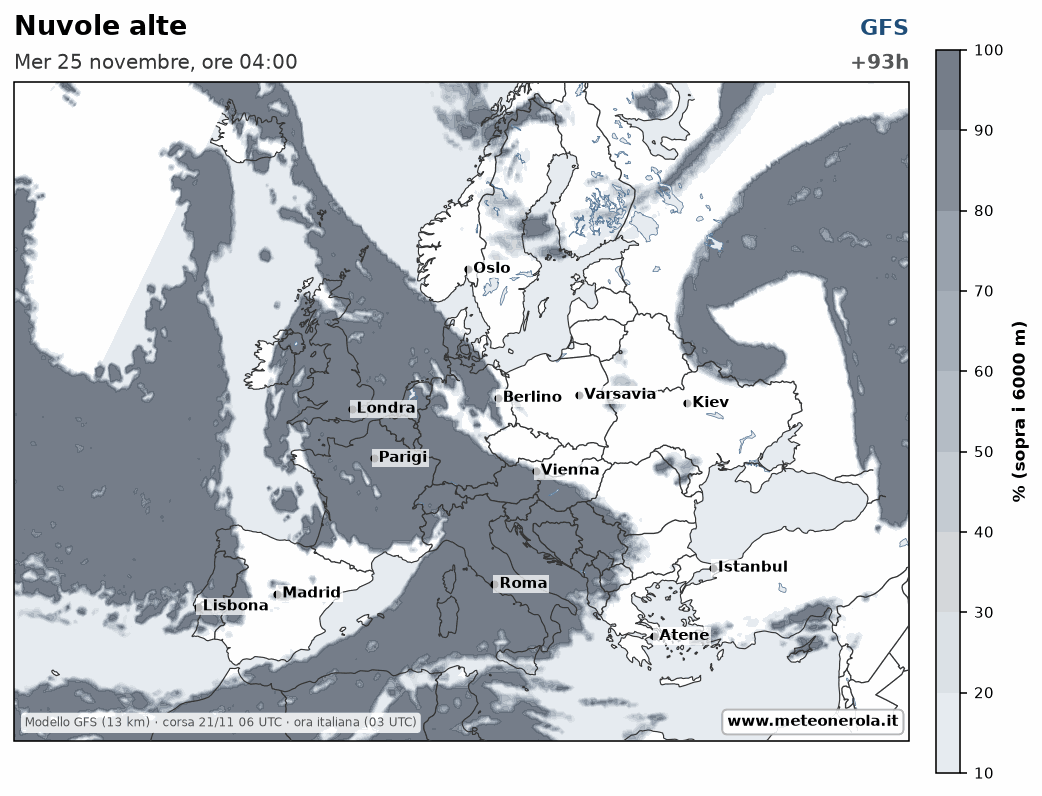 Nuvole alte
GFS
Mer 25 novembre, ore 04:00
+93h
100
90
80
70
60
50
40
30
20
10
% (sopra i 6000 m)
Oslo
Berlino
Varsavia
Kiev
Londra
Parigi
Vienna
Istanbul
Roma
Madrid
Lisbona
Atene
Modello GFS (13 km) · corsa 21/11 06 UTC · ora italiana (03 UTC)
www.meteonerola.it